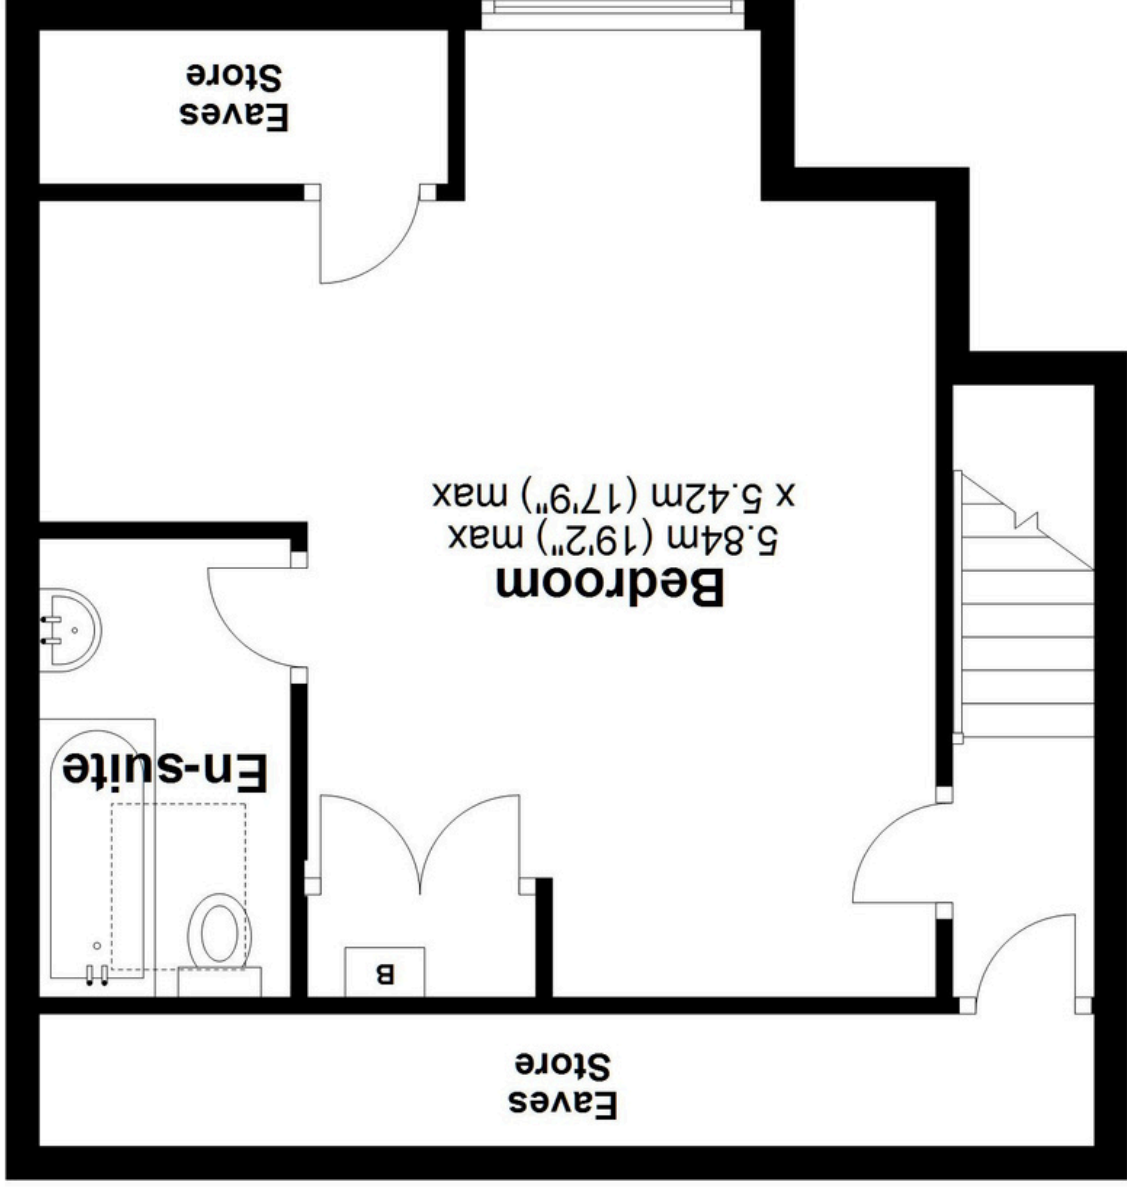 Eaves
Store
B
En-suite
Bedroom
5.84m (19'2") max
x 5.42m (17'9") max
Eaves
Store